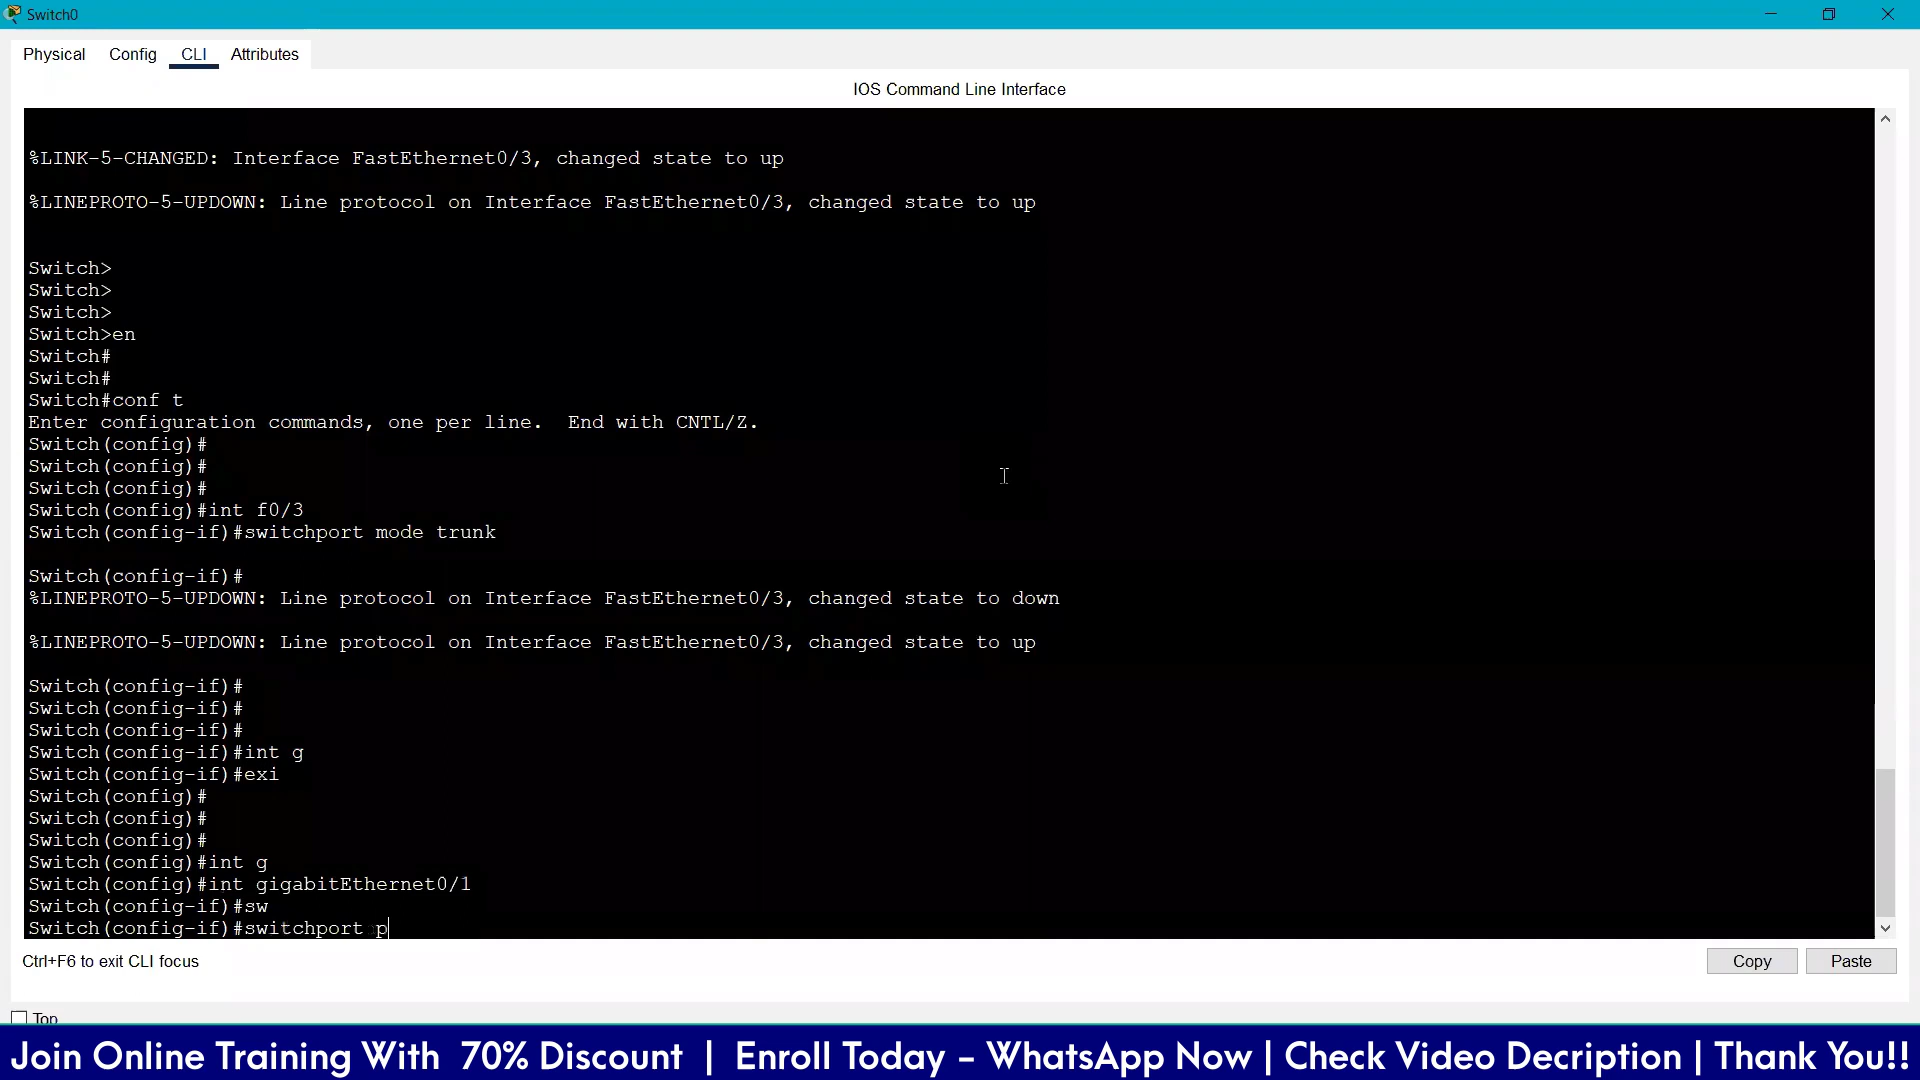 Switch0
Physical Config CLI Attributes
IOS Command Line Interface
%LINK-5-CHANGED: Interface FastEthernet0/3, changed state to up
%LINEPROTO-5-UPDOWN: Line protocol on Interface FastEthernet0/3, changed state to up
Switch>
Switch>
Switch>
Switch>en
Switch#
Switch#
Switch#conf t
Enter configuration commands, one per line.  End with CNTL/Z.
Switch(config)#
Switch(config)#
Switch(config)#
Switch(config)#int f0/3
Switch(config-if)#switchport mode trunk
Switch(config-if)#
%LINEPROTO-5-UPDOWN: Line protocol on Interface FastEthernet0/3, changed state to down
%LINEPROTO-5-UPDOWN: Line protocol on Interface FastEthernet0/3, changed state to up
Switch(config-if)#
Switch(config-if)#
Switch(config-if)#
Switch(config-if)#int g
Switch(config-if)#exi
Switch(config)#
Switch(config)#
Switch(config)#
Switch(config)#int g
Switch(config)#int gigabitEthernet0/1
Switch(config-if)#sw
Switch(config-if)#switchport p
Ctrl+F6 to exit CLI focus
Copy Paste
Top
Join Online Training With 70% Discount | Enroll Today - WhatsApp Now | Check Video Decription | Thank You!!